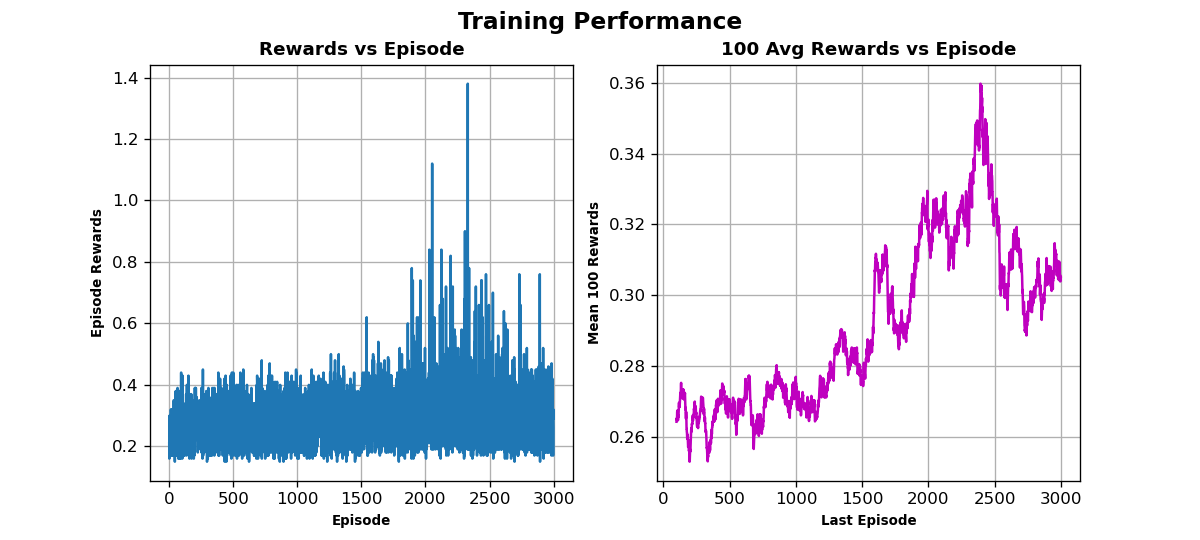 Training Performance
Rewards vs Episode
1.4
1.2
1.0
0.8
0.6
0.4
0.2
Episode Rewards
0 500 1000 1500 2000 2500 3000
Episode
100 Avg Rewards vs Episode
0.36
0.34
0.32
0.30
0.28
0.26
Mean 100 Rewards
0 500 1000 1500 2000 2500 3000
Last Episode